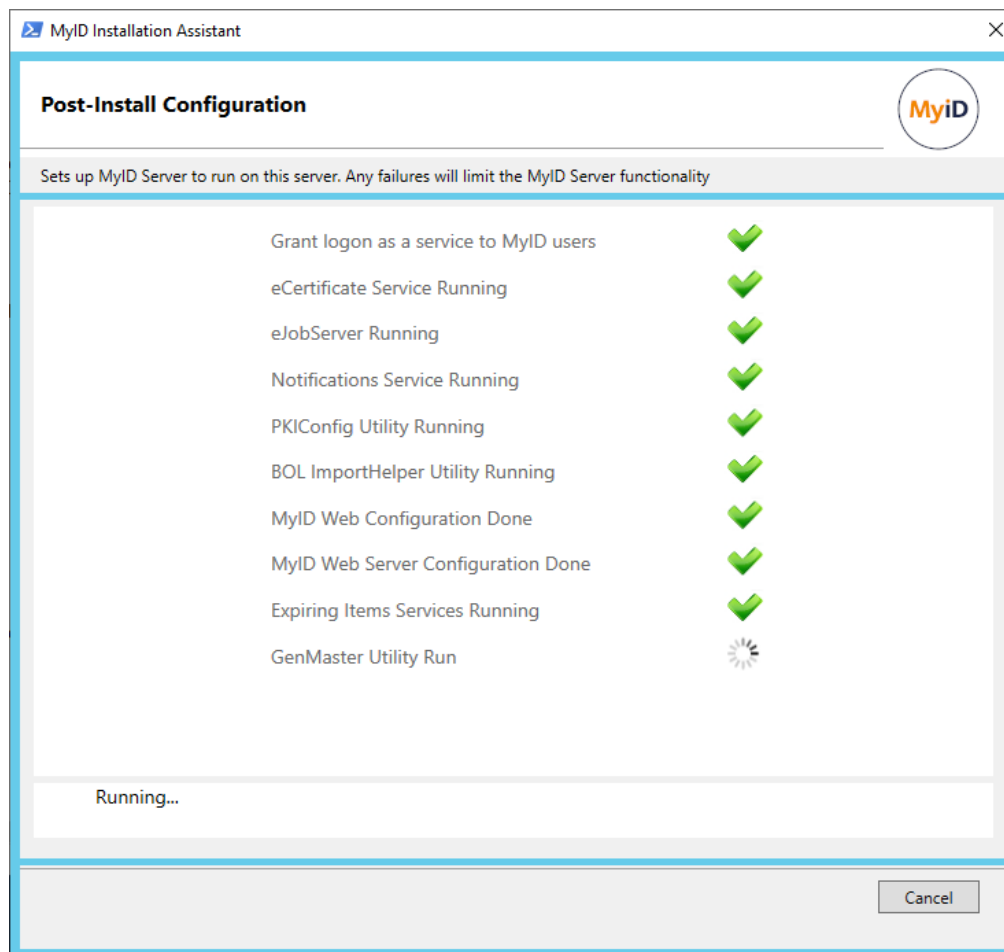 MyID Installation Assistant
Post-Install Configuration
MyiD
Sets up MyID Server to run on this server. Any failures will limit the MyID Server functionality
Grant logon as a service to MyID users
eCertificate Service Running
eJobServer Running
Notifications Service Running
PKIConfig Utility Running
BOL ImportHelper Utility Running
MyID Web Configuration Done
MyID Web Server Configuration Done
Expiring Items Services Running
GenMaster Utility Run
Running...
Cancel